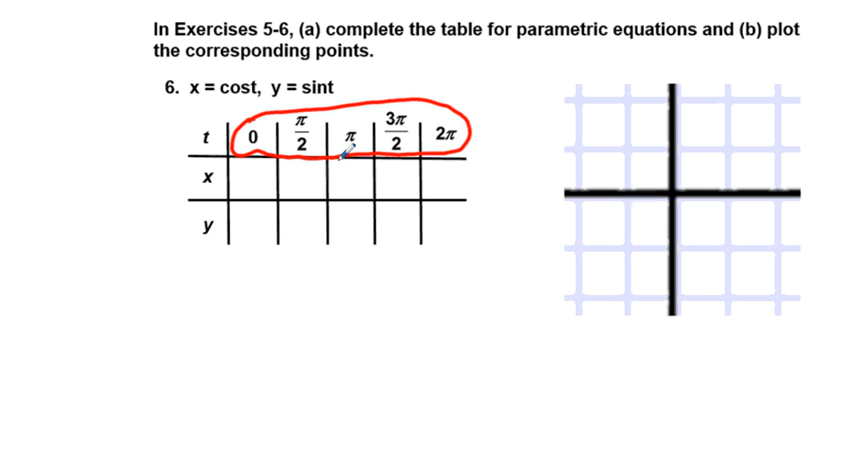 In Exercises 5-6, (a) complete the table for parametric equations and (b) plot
the corresponding points.
6. x = cost, y = sint
t 0 π/2 π 3π/2 2π
x
y